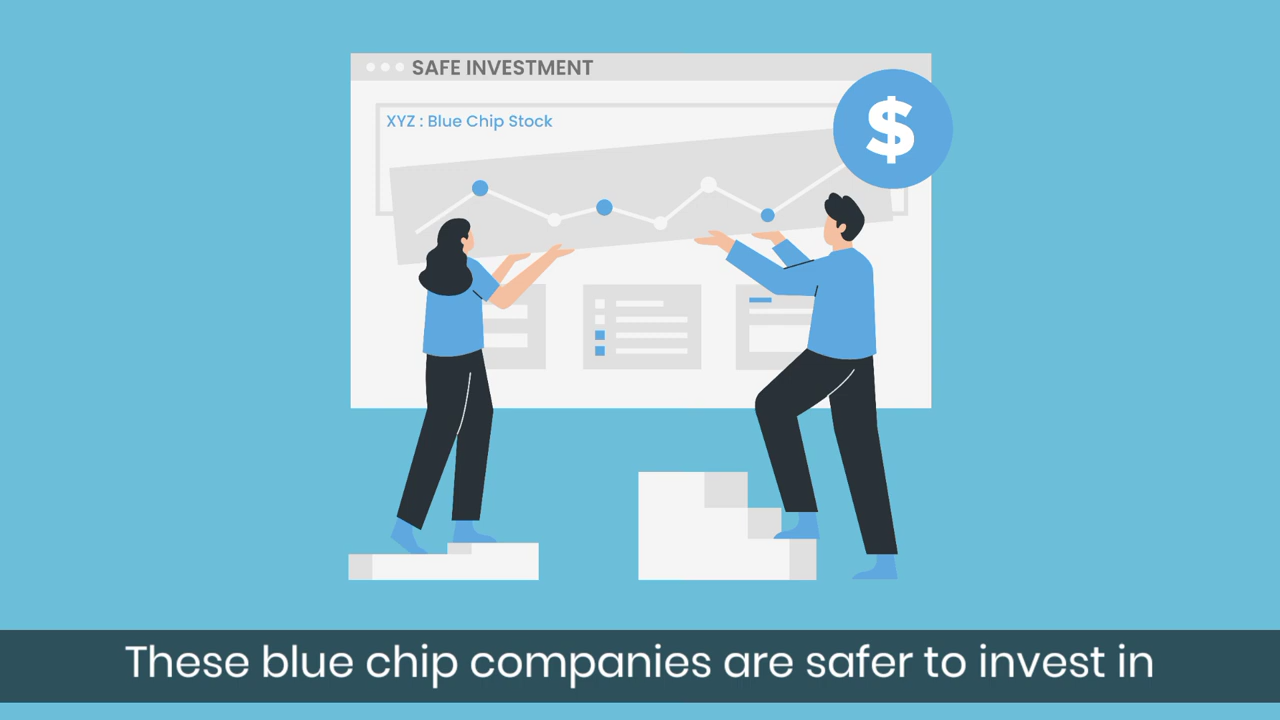 SAFE INVESTMENT
XYZ : Blue Chip Stock
$
These blue chip companies are safer to invest in